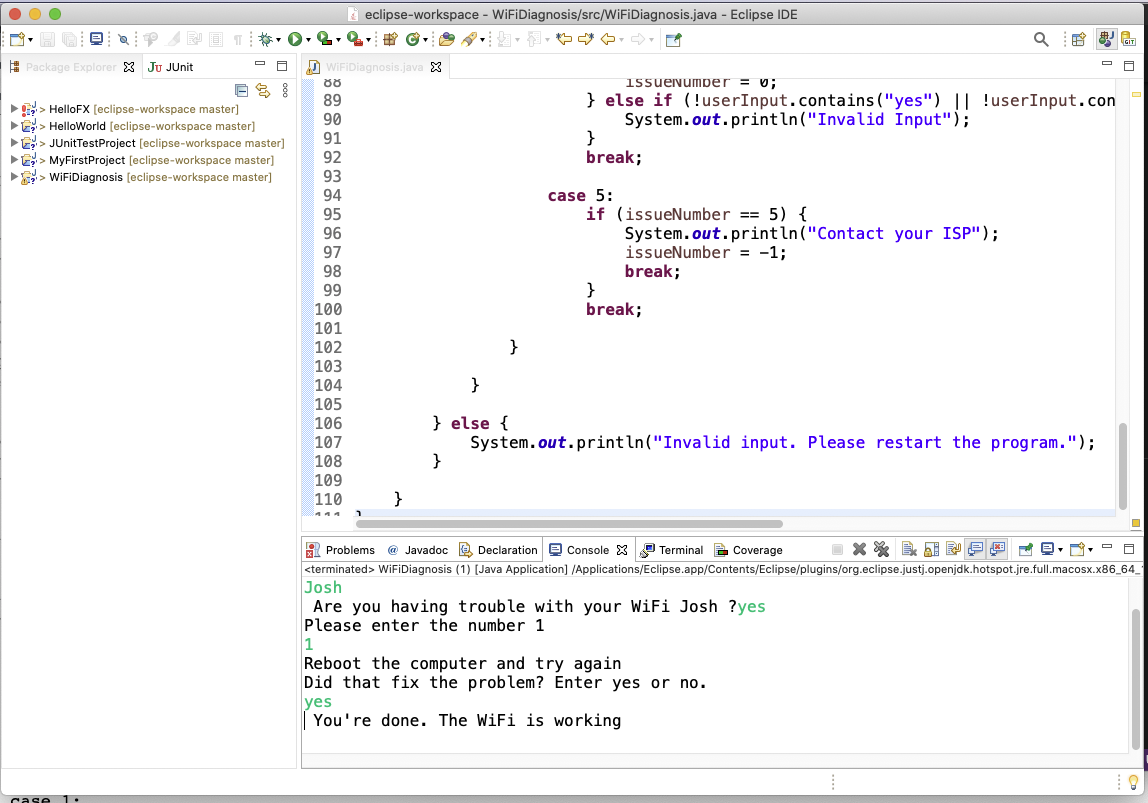 eclipse-workspace - WiFiDiagnosis/src/WiFiDiagnosis.java - Eclipse IDE
Package Explorer
JUnit
WiFiDiagnosis.java
> HelloFX [eclipse-workspace master]
> HelloWorld [eclipse-workspace master]
> JUnitTestProject [eclipse-workspace master]
> MyFirstProject [eclipse-workspace master]
> WiFiDiagnosis [eclipse-workspace master]
88 issueNumber = 0;
89 } else if (!userInput.contains("yes") || !userInput.con
90 System.out.println("Invalid Input");
91 }
92 break;
93
94 case 5:
95 if (issueNumber == 5) {
96 System.out.println("Contact your ISP");
97 issueNumber = -1;
98 break;
99 }
100 break;
101
102 }
103
104 }
105
106 } else {
107 System.out.println("Invalid input. Please restart the program.");
108 }
109
110 }
111 }
Problems @ Javadoc Declaration Console Terminal Coverage
<terminated> WiFiDiagnosis (1) [Java Application] /Applications/Eclipse.app/Contents/Eclipse/plugins/org.eclipse.justj.openjdk.hotspot.jre.full.macosx.x86_64_
Josh
Are you having trouble with your WiFi Josh ?yes
Please enter the number 1
1
Reboot the computer and try again
Did that fix the problem? Enter yes or no.
yes
You're done. The WiFi is working
case 1: